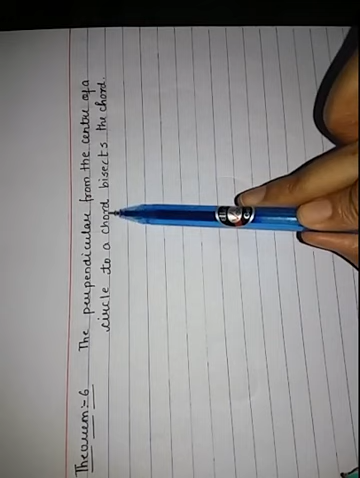 Theorem:-6 The perpendicular from the centre of a
circle to a chord bisects the chord.